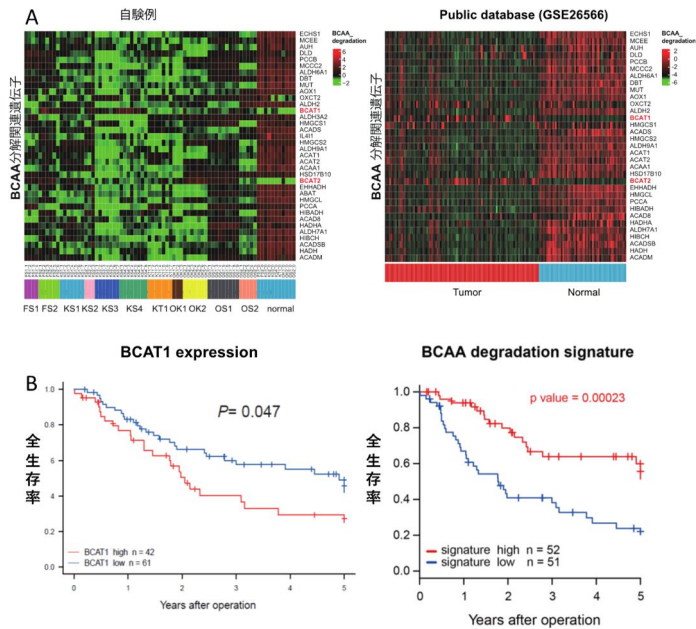 A
自験例
Public database (GSE26566)
BCAA分解関連遺伝子
ECHS1
MCEE
AUH
DLD
PCCB
MCCC2
ALDH6A1
DBT
MUT
AOX1
OXCT2
ALDH2
BCAT1
ALDH3A2
HMGCS1
ACADS
IL4I1
HMGCS2
ALDH9A1
ACAT1
ACAT2
ACAA1
HSD17B10
BCAT2
EHHADH
ABAT
HMGCL
PCCA
HIBADH
ACAD8
HADHA
ALDH7A1
HIBCH
ACADSB
HADH
ACADM
BCAA_
degradation
6
4
2
0
−2
FS1 FS2 KS1 KS2 KS3 KS4 KT1 OK1 OK2 OS1 OS2 normal
BCAA 分解関連遺伝子
ECHS1
MCEE
AUH
DLD
PCCB
MCCC2
ALDH6A1
DBT
MUT
AOX1
OXCT2
ALDH2
BCAT1
HMGCS1
ACADS
HMGCS2
ALDH9A1
ACAT1
ACAT2
ACAA1
HSD17B10
BCAT2
EHHADH
HMGCL
PCCA
HIBADH
ACAD8
HADHA
ALDH7A1
HIBCH
ACADSB
HADH
ACADM
BCAA_
degradation
2
0
−2
−4
−6
Tumor Normal
B
BCAT1 expression
全生存率
1.0
0.8
0.6
0.4
0.2
0.0
P= 0.047
BCAT1 high n = 42
BCAT1 low n = 61
0 1 2 3 4 5
Years after operation
BCAA degradation signature
全生存率
1.0
0.8
0.6
0.4
0.2
0.0
p value = 0.00023
signature high n = 52
signature low n = 51
0 1 2 3 4 5
Years after operation